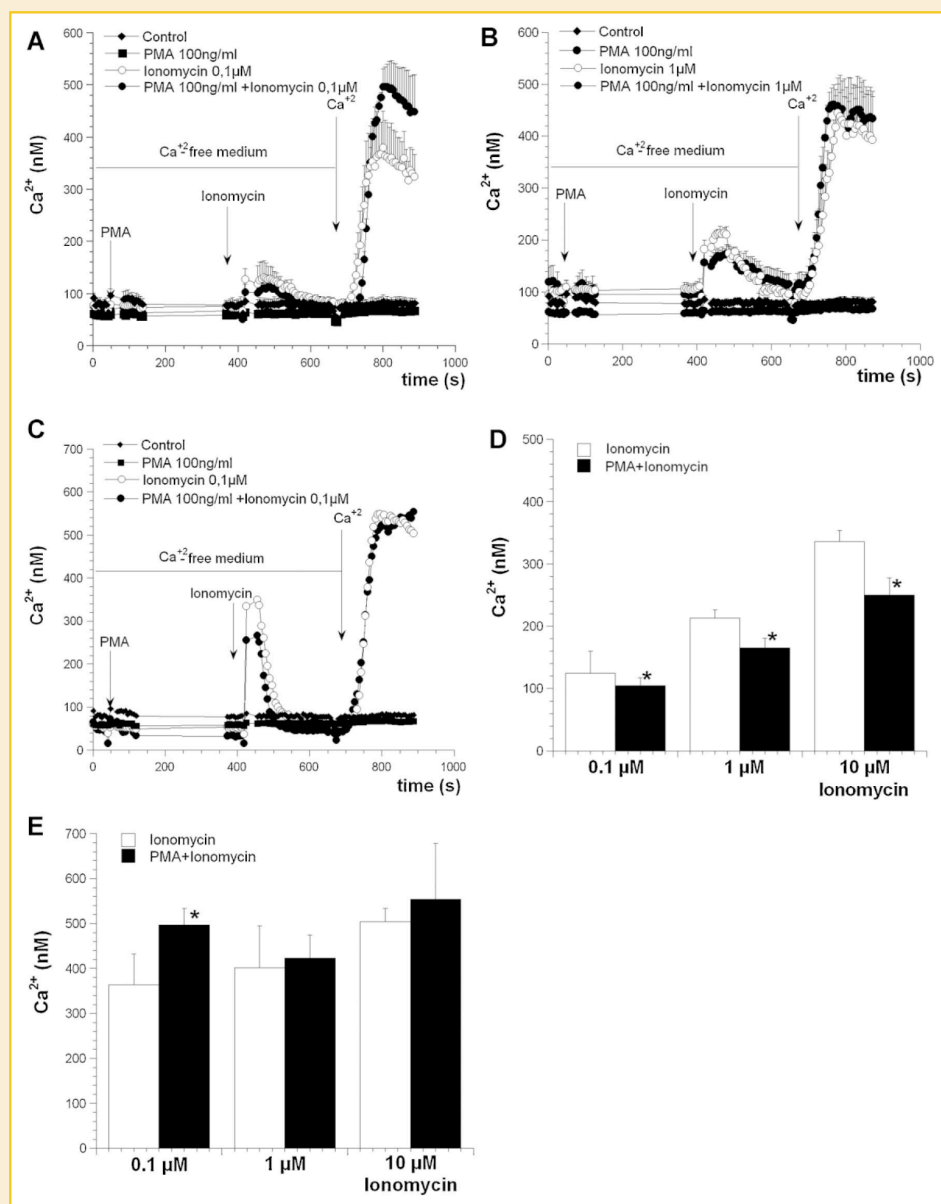 A
600
500
400
300
200
100
0
Ca2+ (nM)
Control
PMA 100ng/ml
Ionomycin 0,1µM
PMA 100ng/ml +Ionomycin 0,1µM
Ca+2
Ca+2-free medium
Ionomycin
PMA
0 200 400 600 800 1000
time (s)
B
600
500
400
300
200
100
0
Ca2+ (nM)
Control
PMA 100ng/ml
Ionomycin 1µM
PMA 100ng/ml +Ionomycin 1µM
Ca+2
Ca+2-free medium
Ionomycin
PMA
0 200 400 600 800 1000
time (s)
C
700
600
500
400
300
200
100
0
Ca2+ (nM)
Control
PMA 100ng/ml
Ionomycin 0,1µM
PMA 100ng/ml +Ionomycin 0,1µM
Ca+2
Ca+2-free medium
Ionomycin
PMA
0 200 400 600 800 1000
time (s)
D
500
400
300
200
100
0
Ca2+ (nM)
Ionomycin
PMA+Ionomycin
* * *
0.1 µM 1 µM 10 µM
Ionomycin
E
700
600
500
400
300
200
100
0
Ca2+ (nM)
Ionomycin
PMA+Ionomycin
*
0.1 µM 1 µM 10 µM
Ionomycin